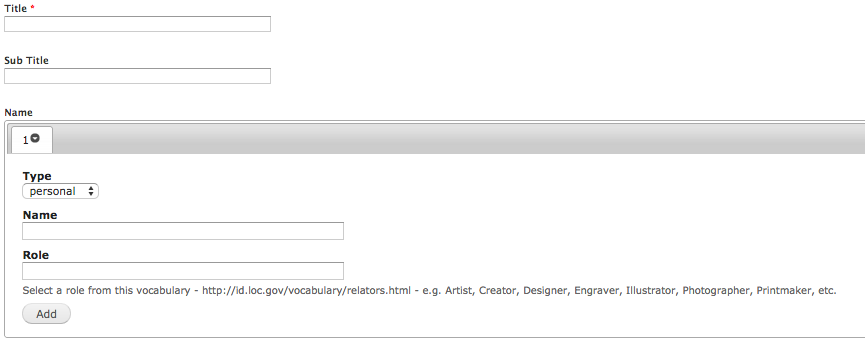 Title *
Sub Title
Name
1
Type
personal
Name
Role
Select a role from this vocabulary - http://id.loc.gov/vocabulary/relators.html - e.g. Artist, Creator, Designer, Engraver, Illustrator, Photographer, Printmaker, etc.
Add